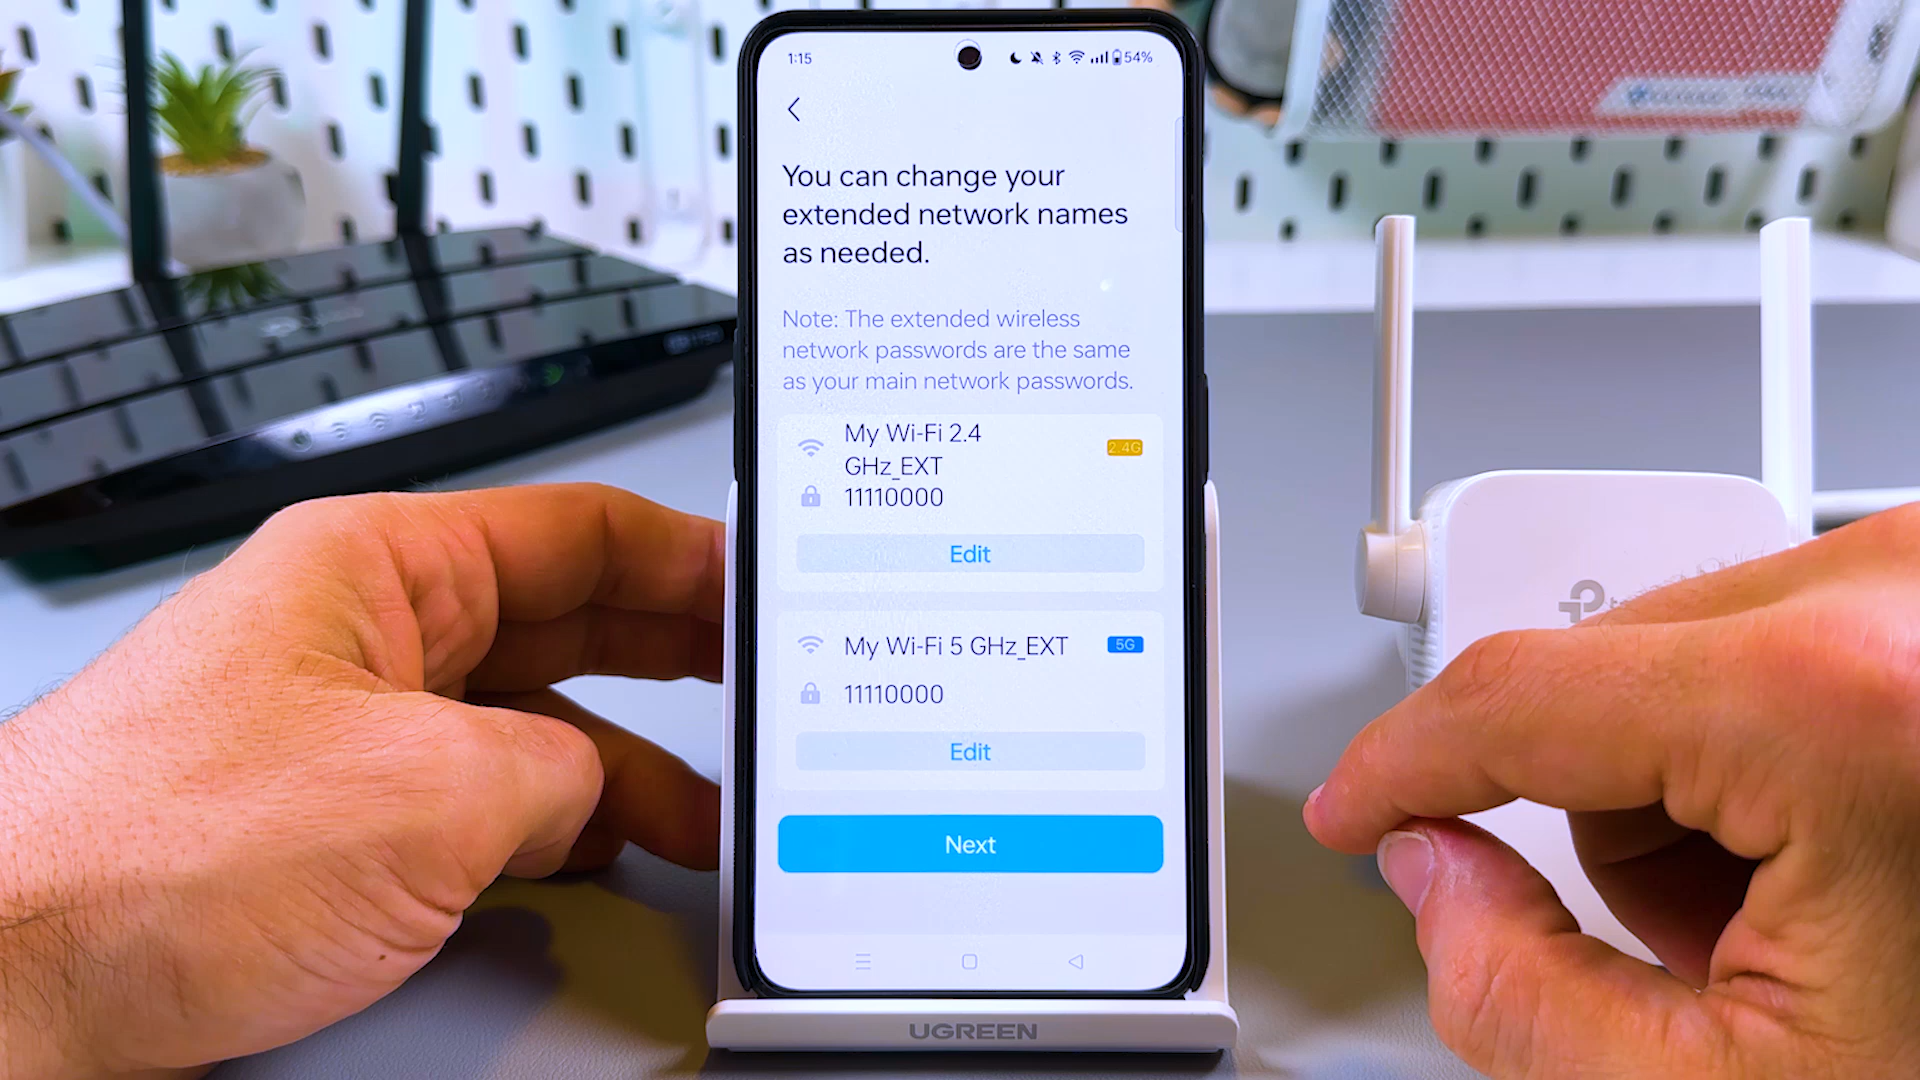 1:15
54%
You can change your
extended network names
as needed.
Note: The extended wireless
network passwords are the same
as your main network passwords.
My Wi-Fi 2.4
GHz_EXT
2.4G
11110000
Edit
My Wi-Fi 5 GHz_EXT
5G
11110000
Edit
Next
UGREEN